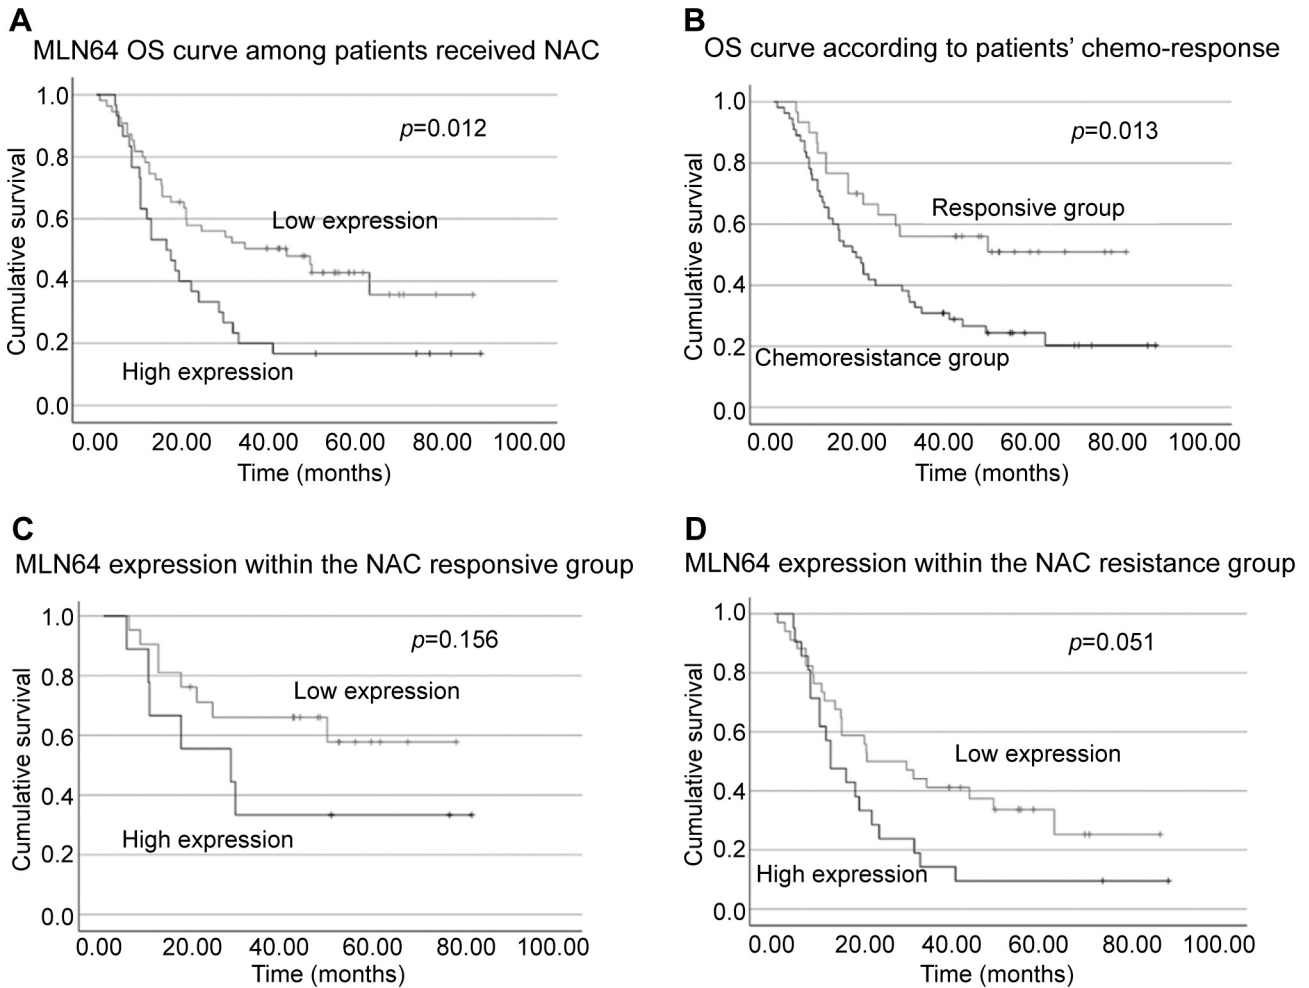 A
MLN64 OS curve among patients received NAC
1.0
0.8
0.6
0.4
0.2
0.0
Cumulative survival
p=0.012
Low expression
High expression
0.00 20.00 40.00 60.00 80.00 100.00
Time (months)
B
OS curve according to patients’ chemo-response
1.0
0.8
0.6
0.4
0.2
0.0
Cumulative survival
p=0.013
Responsive group
Chemoresistance group
0.00 20.00 40.00 60.00 80.00 100.00
Time (months)
C
MLN64 expression within the NAC responsive group
1.0
0.8
0.6
0.4
0.2
0.0
Cumulative survival
p=0.156
Low expression
High expression
0.00 20.00 40.00 60.00 80.00 100.00
Time (months)
D
MLN64 expression within the NAC resistance group
1.0
0.8
0.6
0.4
0.2
0.0
Cumulative survival
p=0.051
Low expression
High expression
0.00 20.00 40.00 60.00 80.00 100.00
Time (months)